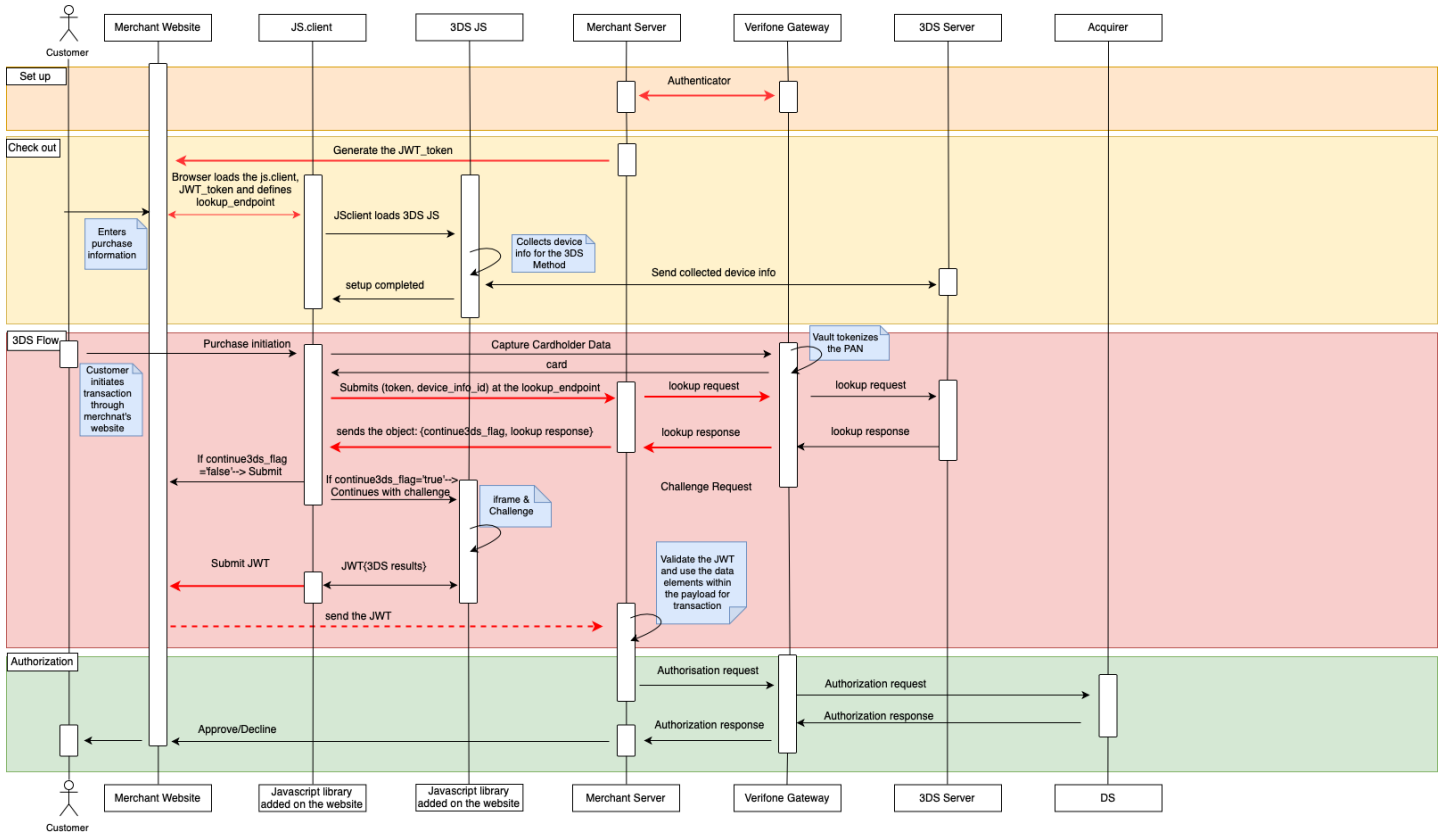 Customer
Merchant Website
JS.client
3DS JS
Merchant Server
Verifone Gateway
3DS Server
Acquirer
Set up
Authenticator
Check out
Generate the JWT_token
Browser loads the js.client,
JWT_token and defines
lookup_endpoint
JSclient loads 3DS JS
Enters
purchase
information
Collects device
info for the 3DS
Method
Send collected device info
setup completed
3DS Flow
Purchase initiation
Capture Cardholder Data
Vault tokenizes
the PAN
card
Customer
initiates
transaction
through
merchnat's
website
Submits (token, device_info_id) at the lookup_endpoint
lookup request
lookup request
sends the object: {continue3ds_flag, lookup response}
lookup response
lookup response
If continue3ds_flag
='false'--> Submit
If continue3ds_flag='true'-->
Continues with challenge
Challenge Request
iframe &
Challenge
Submit JWT
JWT{3DS results}
Validate the JWT
and use the data
elements within
the payload for
transaction
send the JWT
Authorization
Authorisation request
Authorization request
Authorization response
Authorization response
Approve/Decline
Customer
Merchant Website
Javascript library
added on the website
Javascript library
added on the website
Merchant Server
Verifone Gateway
3DS Server
DS